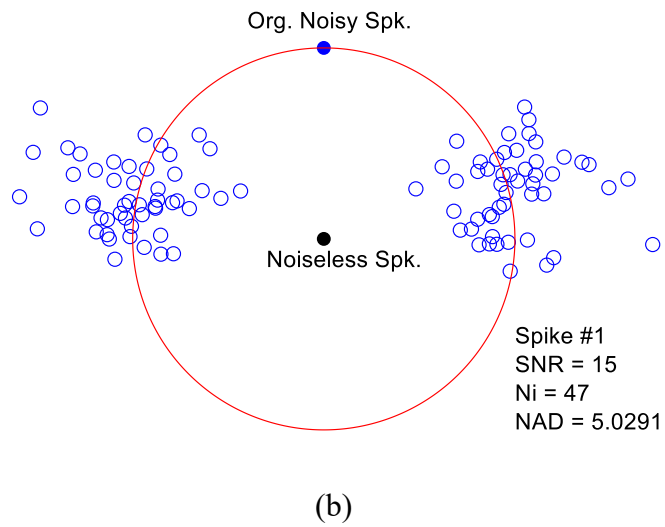 Org. Noisy Spk.
Noiseless Spk.
Spike #1
SNR = 15
Ni = 47
NAD = 5.0291
(b)